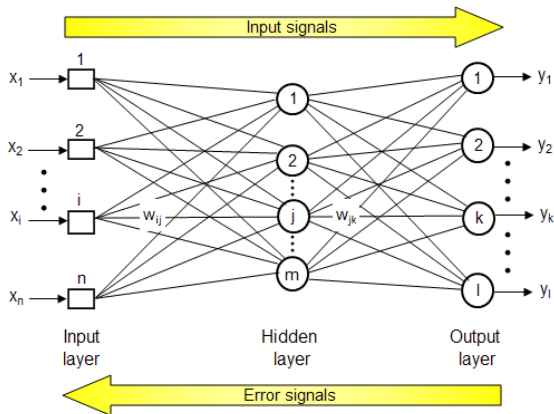 Input signals
1
x1
1
1
y1
2
x2
2
2
y2
i
xi
wij
j
wjk
k
yk
n
xn
m
l
yl
Input layer
Hidden layer
Output layer
Error signals